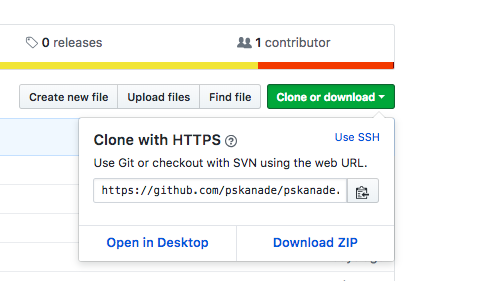 0 releases
1 contributor
Create new file
Upload files
Find file
Clone or download
Clone with HTTPS
Use SSH
Use Git or checkout with SVN using the web URL.
https://github.com/pskanade/pskanade.
Open in Desktop
Download ZIP